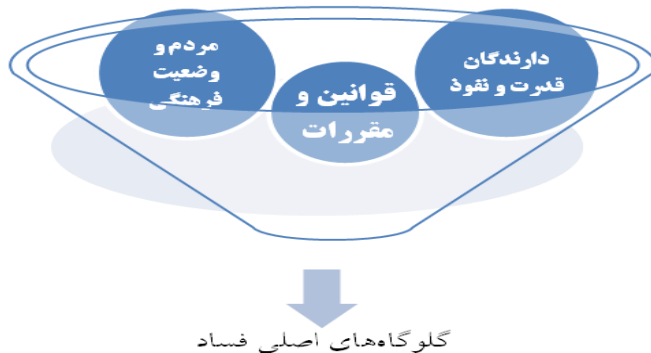 دارندگان
قدرت و نفوذ
قوانین و
مقررات
مردم و
وضعیت
فرهنگی
گلوگاه‌های اصلی فساد